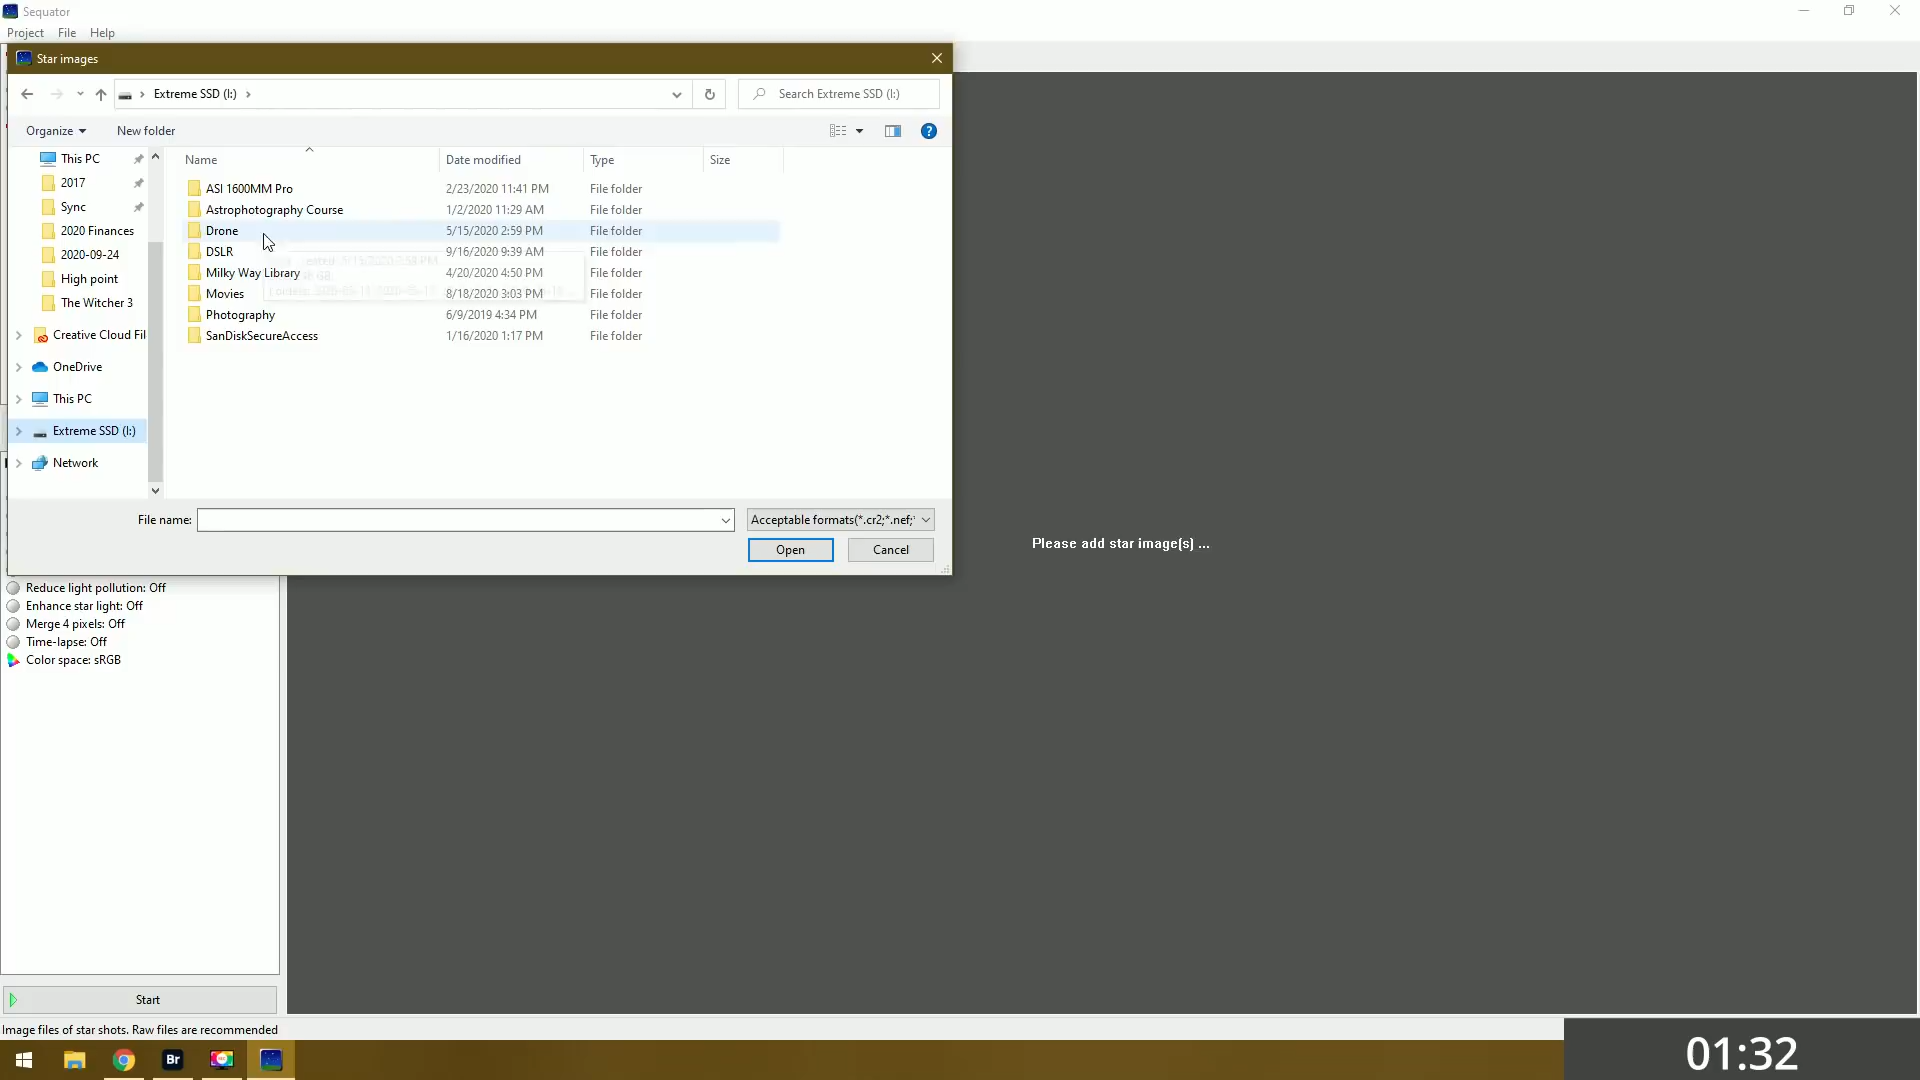 Sequator
Project File Help
Star images
Extreme SSD (I:)
Search Extreme SSD (I:)
Organize New folder
Name Date modified Type Size
This PC
2017
Sync
2020 Finances
2020-09-24
High point
The Witcher 3
Creative Cloud Fil
OneDrive
This PC
Extreme SSD (I:)
Network
ASI 1600MM Pro 2/23/2020 11:41 PM File folder
Astrophotography Course 1/2/2020 11:29 AM File folder
Drone 5/15/2020 2:59 PM File folder
DSLR 9/16/2020 9:39 AM File folder
Milky Way Library 4/20/2020 4:50 PM File folder
Movies 8/18/2020 3:03 PM File folder
Photography 6/9/2019 4:34 PM File folder
SanDiskSecureAccess 1/16/2020 1:17 PM File folder
File name:
Acceptable formats(*.cr2;*.nef;*
Open Cancel
Please add star image(s) ...
Reduce light pollution: Off
Enhance star light: Off
Merge 4 pixels: Off
Time-lapse: Off
Color space: sRGB
Start
Image files of star shots. Raw files are recommended
Br
01:32